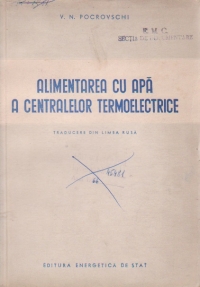 V. N. POCROVSCHI
R.M.C.
ALIMENTAREA CU APĂ
A CENTRALELOR TERMOELECTRICE
TRADUCERE DIN LIMBA RUSĂ
EDITURA ENERGETICĂ DE STAT